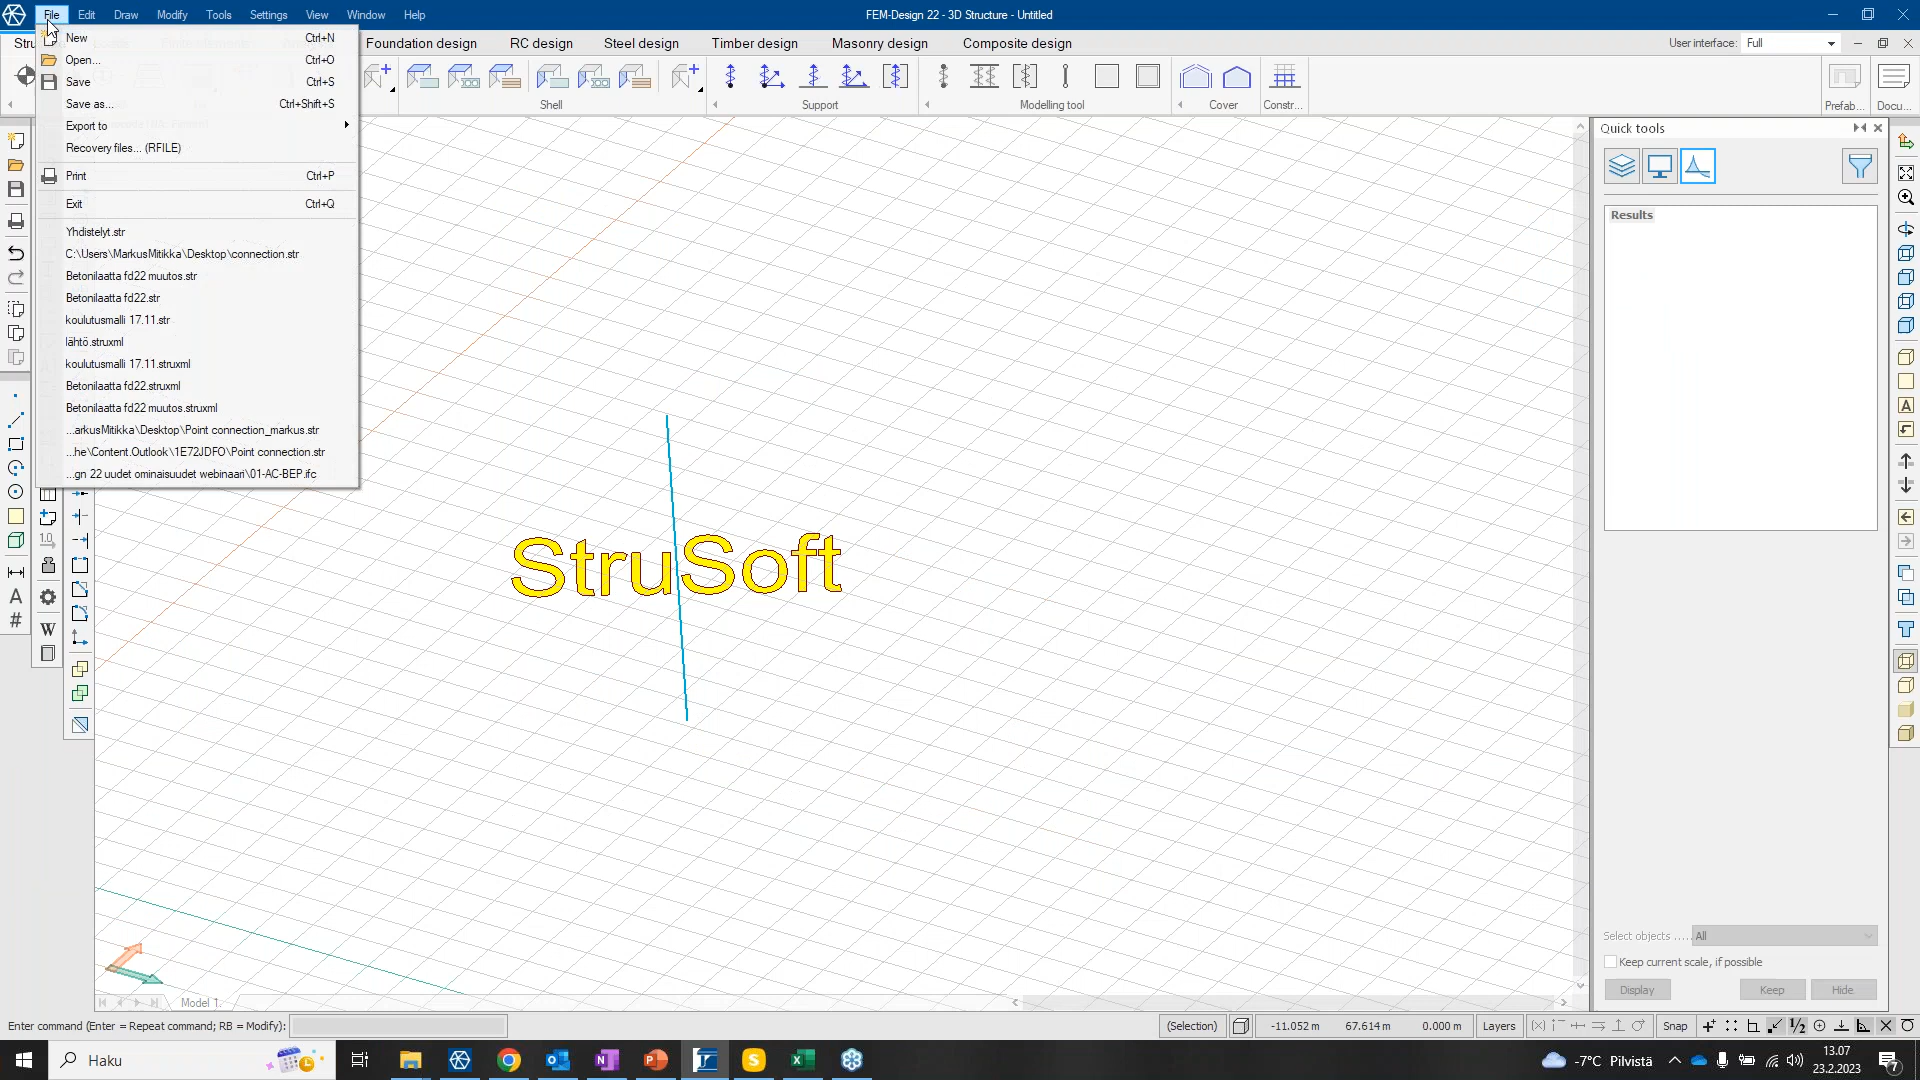 File Edit Draw Modify Tools Settings View Window Help
FEM-Design 22 - 3D Structure - Untitled
Foundation design RC design Steel design Timber design Masonry design Composite design
User interface: Full
New Ctrl+N
Open... Ctrl+O
Save Ctrl+S
Save as... Ctrl+Shift+S
Export to
Recovery files... (RFILE)
Print Ctrl+P
Exit Ctrl+Q
Yhdistelyt.str
C:\Users\MarkusMitikka\Desktop\connection.str
Betonilaatta fd22 muutos.str
Betonilaatta fd22.str
koulutusmalli 17.11.str
lähtö.struxml
koulutusmalli 17.11.struxml
Betonilaatta fd22.struxml
Betonilaatta fd22 muutos.struxml
...arkusMitikka\Desktop\Point connection_markus.str
...he\Content.Outlook\1E72JDFO\Point connection.str
...gn 22 uudet ominaisuudet webinaari\01-AC-BEP.ifc
Shell Support Modelling tool Cover Constr... Prefab... Docu...
Quick tools
Results
StruSoft
Select objects ..... All
Keep current scale, if possible
Display Keep Hide
Model 1.
Enter command (Enter = Repeat command; RB = Modify):
(Selection) -11.052 m 67.614 m 0.000 m Layers Snap 1/2
Haku
-7°C Pilvistä
13.07
23.2.2023
7